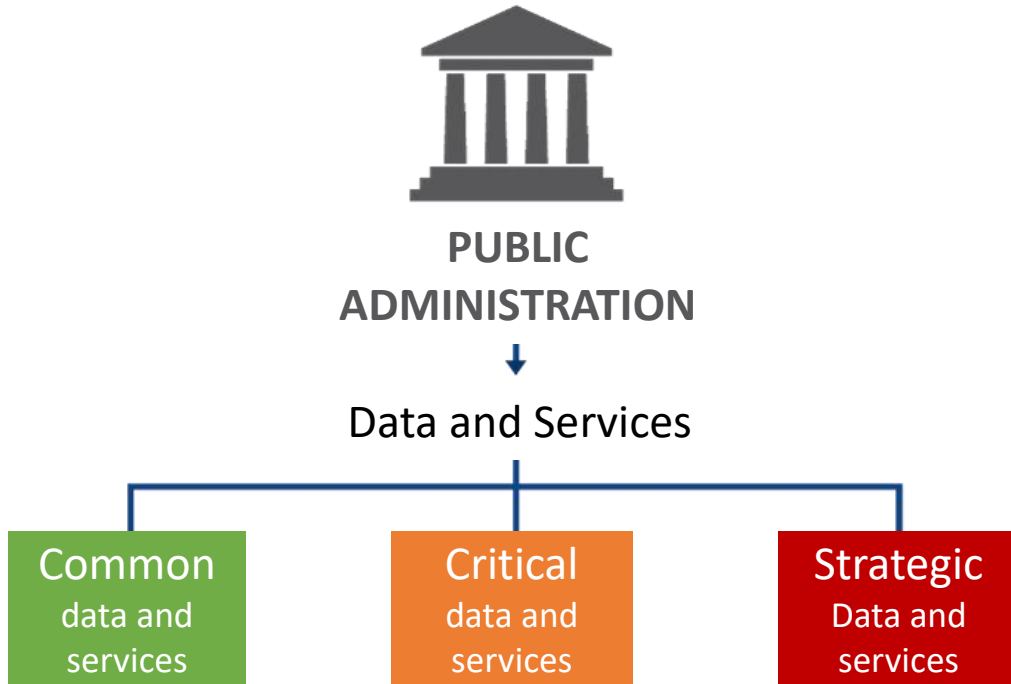 PUBLIC
ADMINISTRATION
Data and Services
Common
data and
services
Critical
data and
services
Strategic
Data and
services